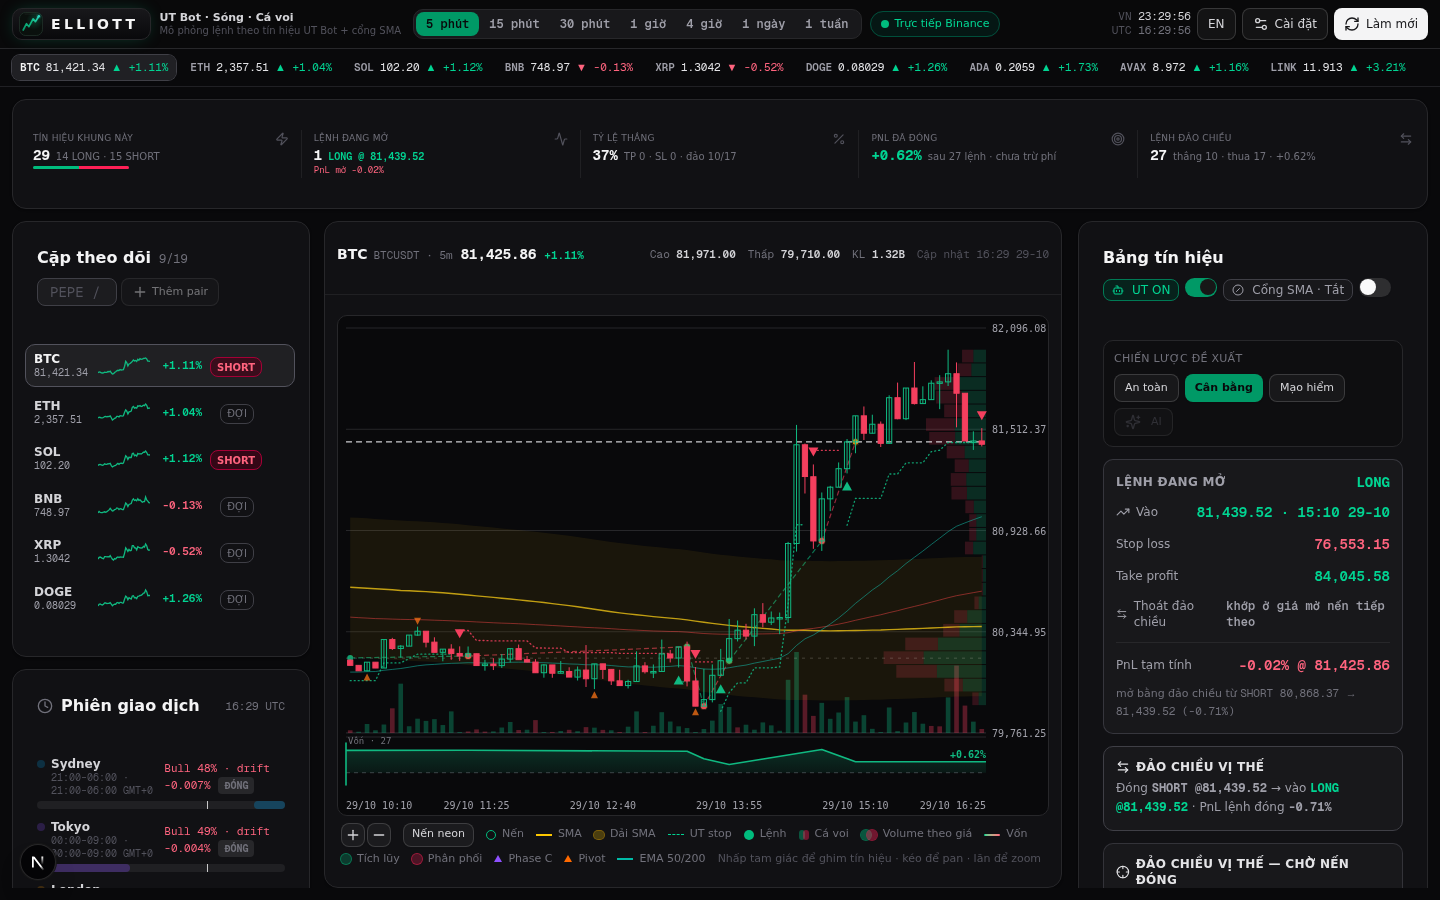 ELLIOTT
UT Bot · Sóng · Cá voi
Mô phỏng lệnh theo tín hiệu UT Bot + cổng SMA
5 phút 15 phút 30 phút 1 giờ 4 giờ 1 ngày 1 tuần
Trực tiếp Binance
VN 23:29:56
UTC 16:29:56
EN
Cài đặt
Làm mới
BTC 81,421.34 ▲ +1.11% ETH 2,357.51 ▲ +1.04% SOL 102.20 ▲ +1.12% BNB 748.97 ▼ -0.13% XRP 1.3042 ▼ -0.52% DOGE 0.08029 ▲ +1.26% ADA 0.2059 ▲ +1.73% AVAX 8.972 ▲ +1.16% LINK 11.913 ▲ +3.21%
TÍN HIỆU KHUNG NÀY
29 14 LONG · 15 SHORT
LỆNH ĐANG MỞ
1 LONG @ 81,439.52
PnL mở -0.02%
TỶ LỆ THẮNG
37% TP 0 · SL 0 · đảo 10/17
PNL ĐÃ ĐÓNG
+0.62% sau 27 lệnh · chưa trừ phí
LỆNH ĐẢO CHIỀU
27 thắng 10 · thua 17 · +0.62%
Cặp theo dõi 9/19
PEPE /
Thêm pair
BTC
81,421.34
+1.11% SHORT
ETH
2,357.51
+1.04% ĐỢI
SOL
102.20
+1.12% SHORT
BNB
748.97
-0.13% ĐỢI
XRP
1.3042
-0.52% ĐỢI
DOGE
0.08029
+1.26% ĐỢI
Phiên giao dịch 16:29 UTC
Sydney
21:00–06:00 ·
21:00–06:00 GMT+0
Bull 48% · drift
-0.007% ĐÓNG
Tokyo
00:00–09:00 ·
00:00–09:00 GMT+0
Bull 49% · drift
-0.004% ĐÓNG
London
N
BTC BTCUSDT · 5m 81,425.86 +1.11%
Cao 81,971.00 Thấp 79,710.00 KL 1.32B Cập nhật 16:29 29-10
82,096.08
81,512.37
80,928.66
80,344.95
79,761.25
Vốn · 27
+0.62%
29/10 10:10 29/10 11:25 29/10 12:40 29/10 13:55 29/10 15:10 29/10 16:25
+ − Nến neon Nến SMA Dải SMA UT stop Lệnh Cá voi Volume theo giá Vốn
Tích lũy Phân phối Phase C Pivot EMA 50/200 Nhấp tam giác để ghim tín hiệu · kéo để pan · lăn để zoom
Bảng tín hiệu
UT ON
Cổng SMA · Tắt
CHIẾN LƯỢC ĐỀ XUẤT
An toàn Cân bằng Mạo hiểm
AI
LỆNH ĐANG MỞ LONG
Vào 81,439.52 · 15:10 29-10
Stop loss 76,553.15
Take profit 84,045.58
Thoát đảo chiều khớp ở giá mở nến tiếp theo
PnL tạm tính -0.02% @ 81,425.86
mở bằng đảo chiều từ SHORT 80,868.37 →
81,439.52 (-0.71%)
ĐẢO CHIỀU VỊ THẾ
Đóng SHORT @81,439.52 → vào LONG
@81,439.52 · PnL lệnh đóng -0.71%
ĐẢO CHIỀU VỊ THẾ — CHỜ NẾN
ĐÓNG